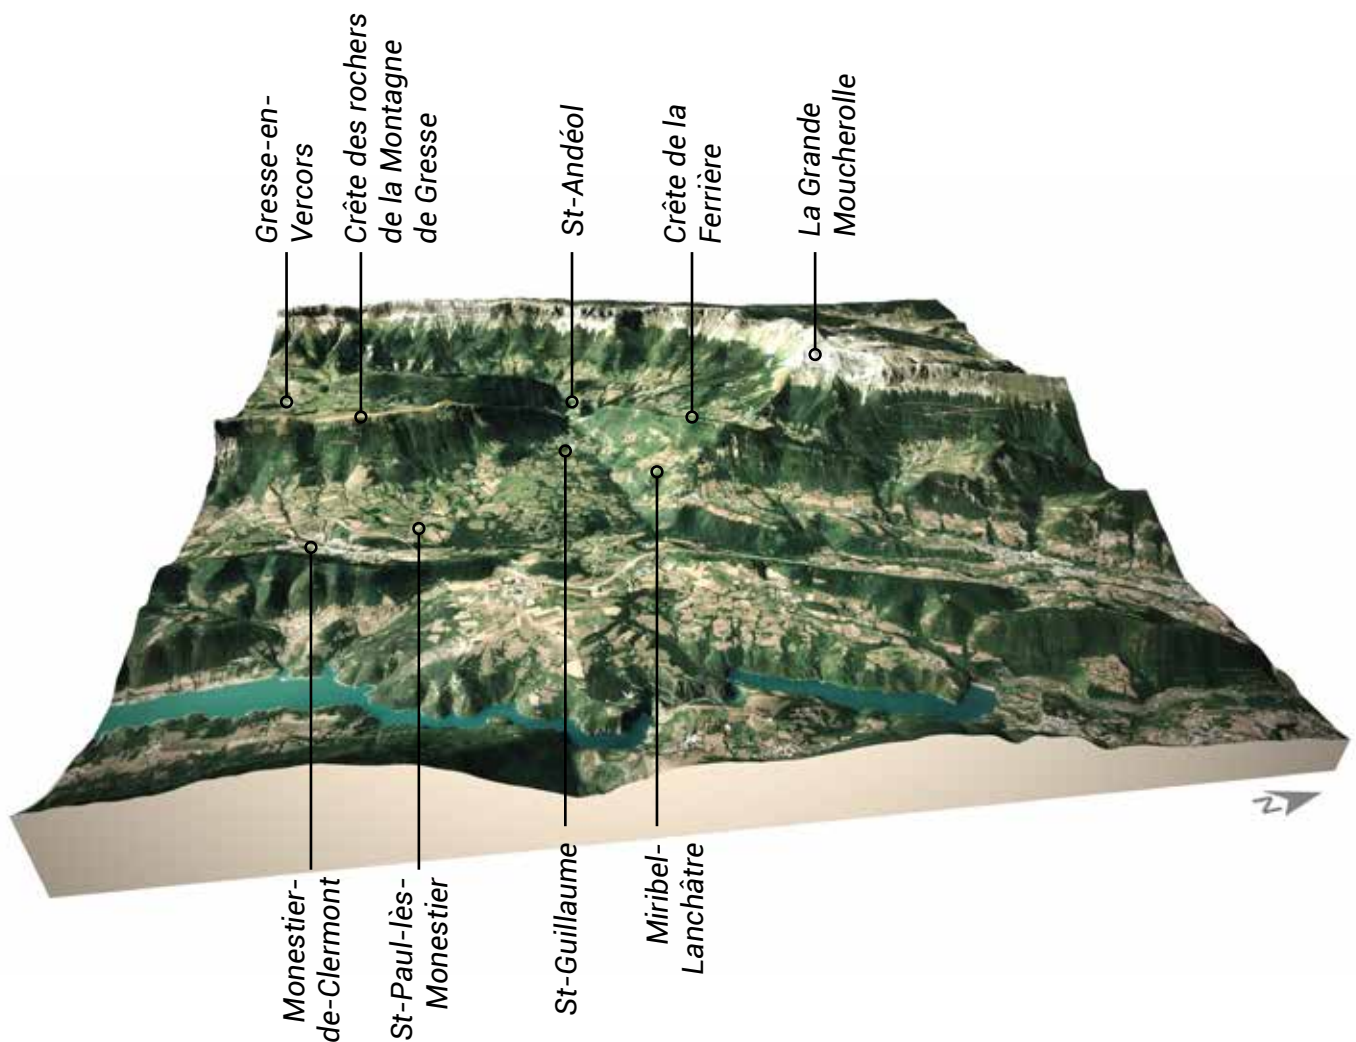 Gresse-en-
Vercors
Crête des rochers
de la Montagne
de Gresse
St-Andéol
Crête de la
Ferrière
La Grande
Moucherolle
N
Monestier-
de-Clermont
St-Paul-lès-
Monestier
St-Guillaume
Miribel-
Lanchâtre